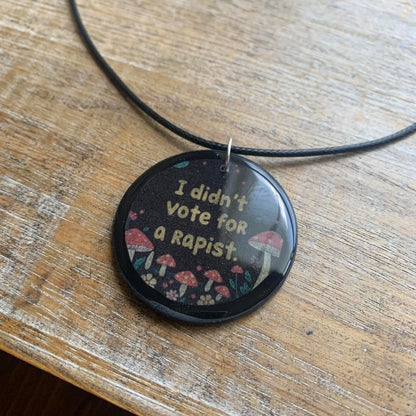 I didn't
vote for
a Rapist.